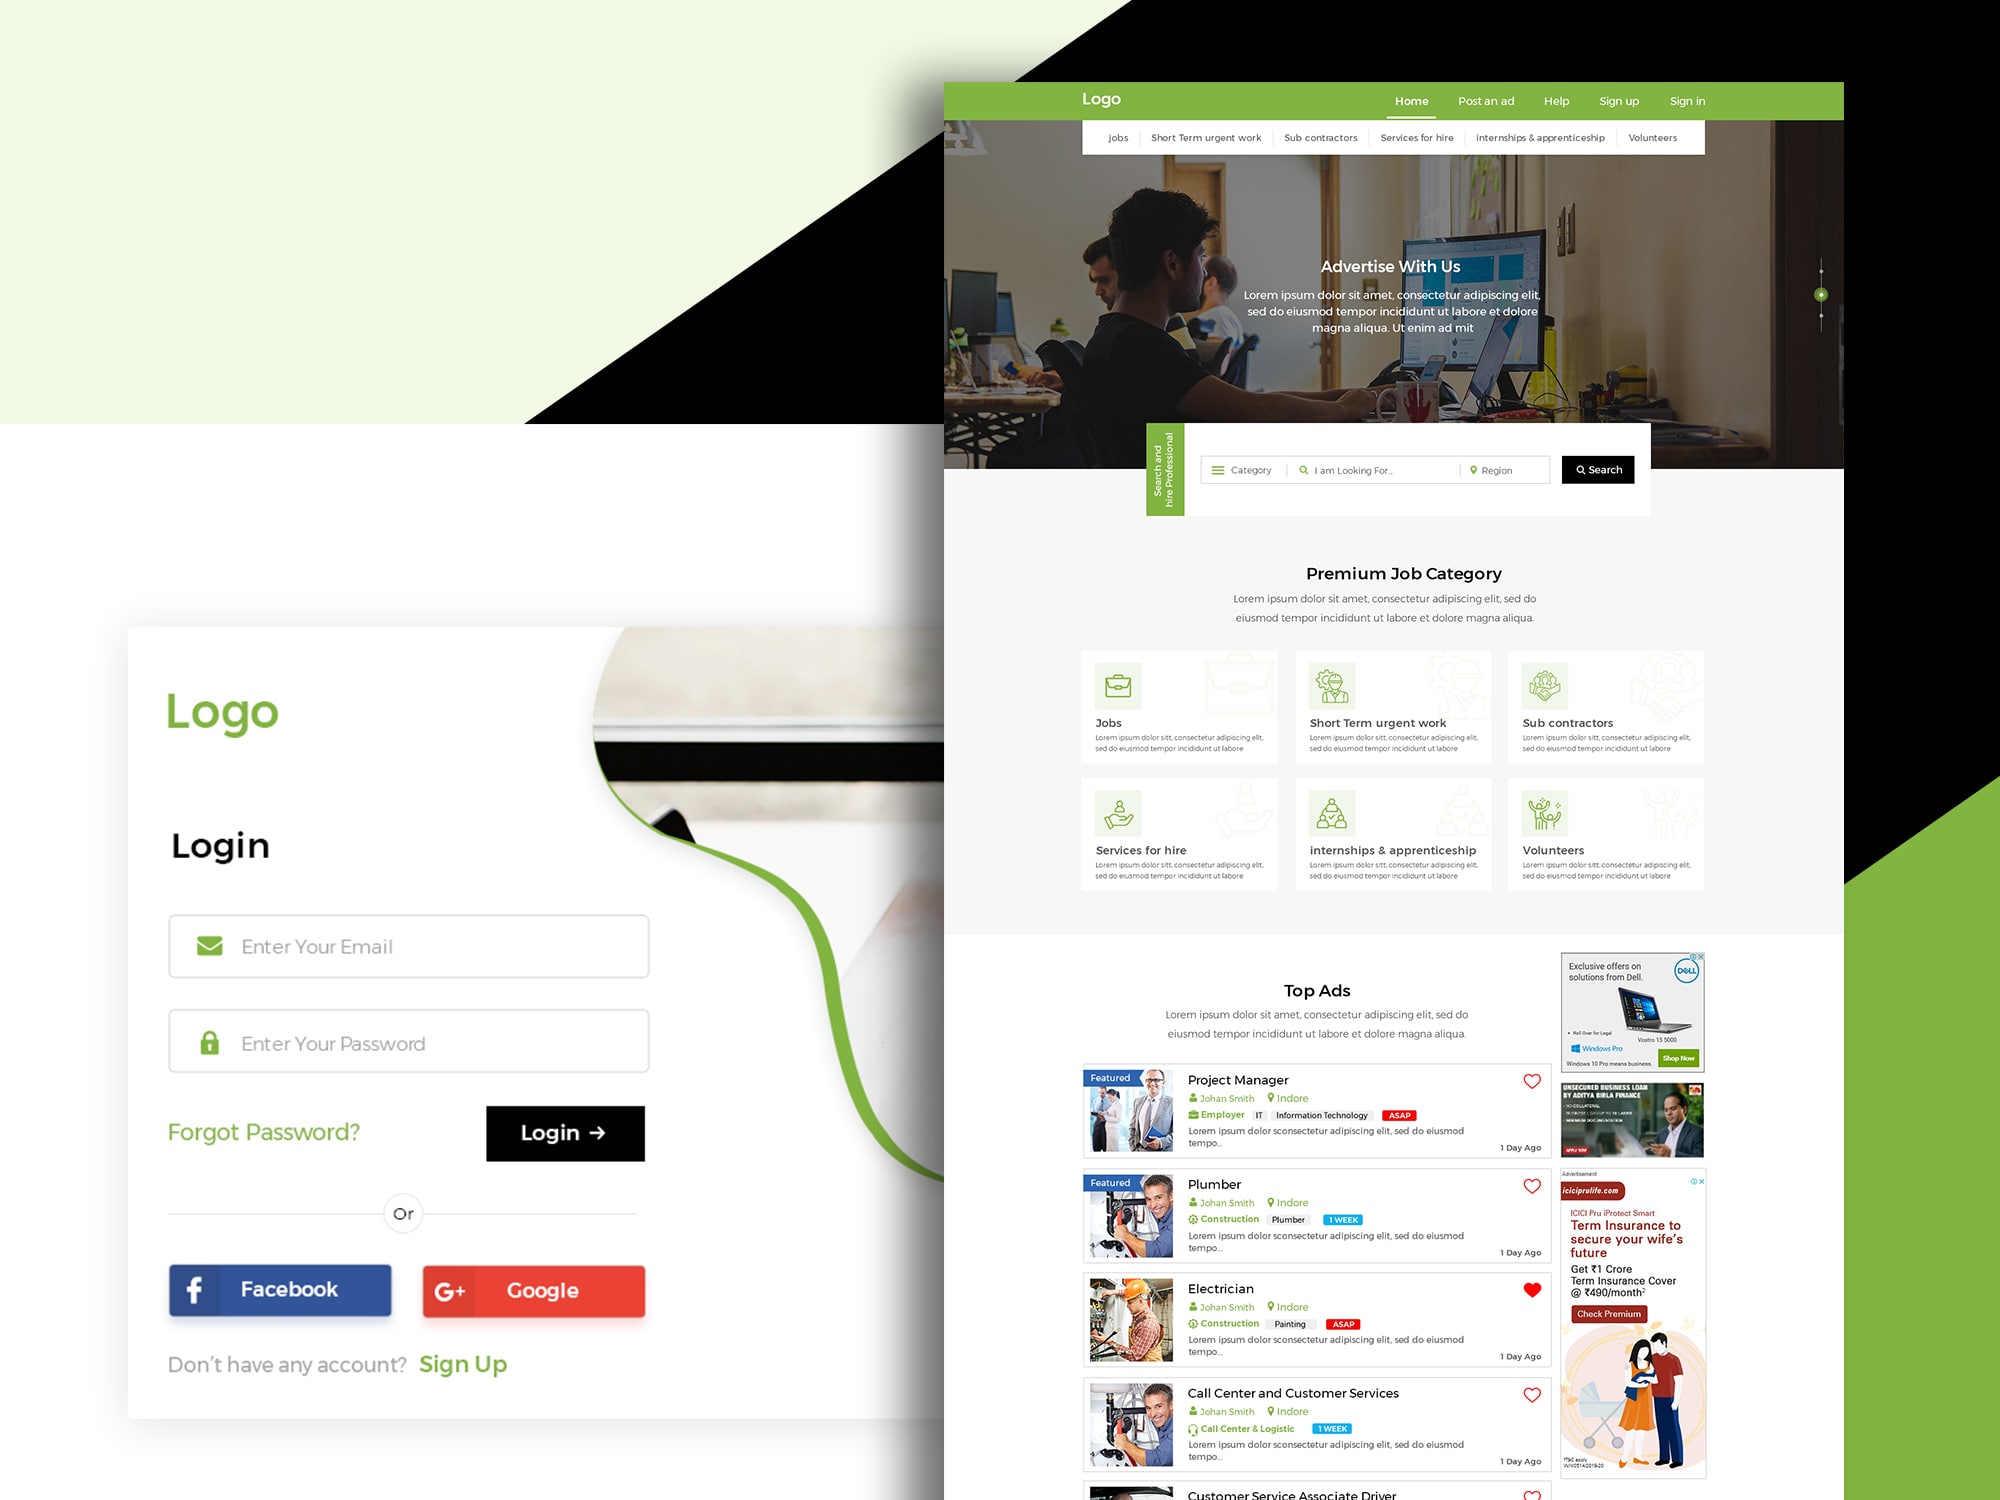 Logo
Login
Enter Your Email
Enter Your Password
Forgot Password?
Login
Or
f Facebook
G+ Google
Don't have any account? Sign Up
Logo
Home Post an ad Help Sign up Sign in
Jobs Short Term urgent work Sub contractors Services for hire internships & apprenticeship Volunteers
Advertise With Us
Lorem ipsum dolor sit amet, consectetur adipiscing elit,
sed do eiusmod tempor incididunt ut labore et dolore
magna aliqua. Ut enim ad mit
Search and
hire Professional
Category I am Looking For... Region Search
Premium Job Category
Lorem ipsum dolor sit amet, consectetur adipiscing elit, sed do
eiusmod tempor incididunt ut labore et dolore magna aliqua.
Jobs
Lorem ipsum dolor sitt, consectetur adipiscing elit,
sed do eiusmod tempor incididunt ut labore
Short Term urgent work
Lorem ipsum dolor sitt, consectetur adipiscing elit,
sed do eiusmod tempor incididunt ut labore
Sub contractors
Lorem ipsum dolor sitt, consectetur adipiscing elit,
sed do eiusmod tempor incididunt ut labore
Services for hire
Lorem ipsum dolor sitt, consectetur adipiscing elit,
sed do eiusmod tempor incididunt ut labore
internships & apprenticeship
Lorem ipsum dolor sitt, consectetur adipiscing elit,
sed do eiusmod tempor incididunt ut labore
Volunteers
Lorem ipsum dolor sitt, consectetur adipiscing elit,
sed do eiusmod tempor incididunt ut labore
Top Ads
Lorem ipsum dolor sit amet, consectetur adipiscing elit, sed do
eiusmod tempor incididunt ut labore et dolore magna aliqua.
Featured
Project Manager
Johan Smith Indore
Employer IT Information Technology ASAP
Lorem ipsum dolor sconsectetur adipiscing elit, sed do eiusmod
tempo...
1 Day Ago
Featured
Plumber
Johan Smith Indore
Construction Plumber 1 WEEK
Lorem ipsum dolor sconsectetur adipiscing elit, sed do eiusmod
tempo...
1 Day Ago
Electrician
Johan Smith Indore
Construction Painting ASAP
Lorem ipsum dolor sconsectetur adipiscing elit, sed do eiusmod
tempo...
1 Day Ago
Call Center and Customer Services
Johan Smith Indore
Call Center & Logistic 1 WEEK
Lorem ipsum dolor sconsectetur adipiscing elit, sed do eiusmod
tempo...
1 Day Ago
Customer Service Associate Driver
Exclusive offers on
solutions from Dell.
DELL
• Roll Over for Legal
Vostro 15 5000
Windows Pro
Windows 10 Pro means business.
Shop Now
UNSECURED BUSINESS LOAN
BY ADITYA BIRLA FINANCE
APPLY NOW
Advertisement
iciciprulife.com
ICICI Pru iProtect Smart
Term Insurance to
secure your wife's
future
Get ₹1 Crore
Term Insurance Cover
@ ₹490/month²
Check Premium